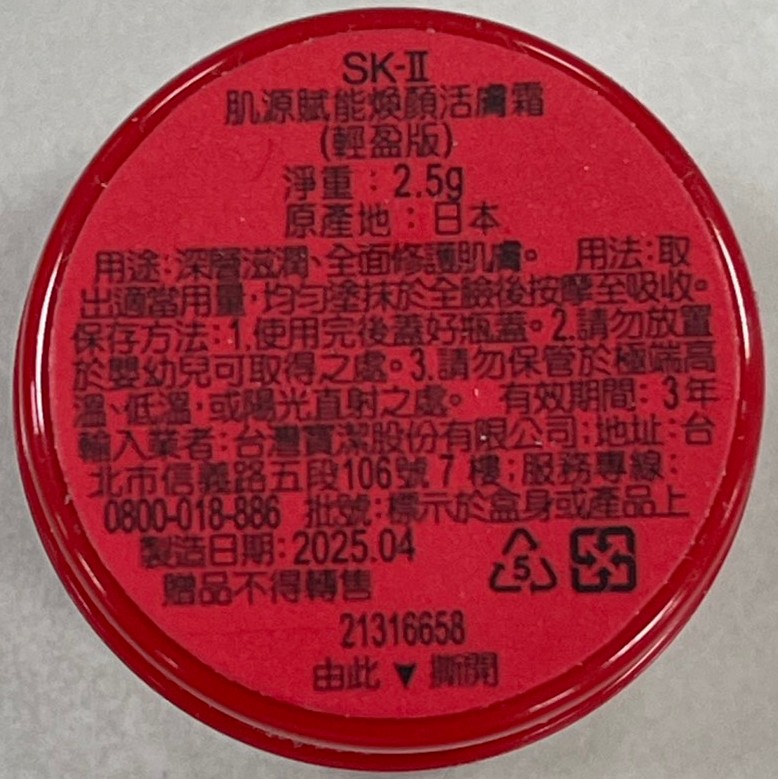 SK-II
肌源賦能煥顏活膚霜
(輕盈版)
淨重：2.5g
原產地：日本
用途:深層滋潤、全面修護肌膚。 用法:取
出適當用量,均勻塗抹於全臉後按摩至吸收。
保存方法:1.使用完後蓋好瓶蓋。2.請勿放置
於嬰幼兒可取得之處。3.請勿保管於極端高
溫、低溫,或陽光直射之處。 有效期間: 3年
輸入業者:台灣寶潔股份有限公司;地址:台
北市信義路五段106號7樓;服務專線:
0800-018-886 批號:標示於盒身或產品上
製造日期:2025.04
5
贈品不得轉售
21316658
由此▼撕開